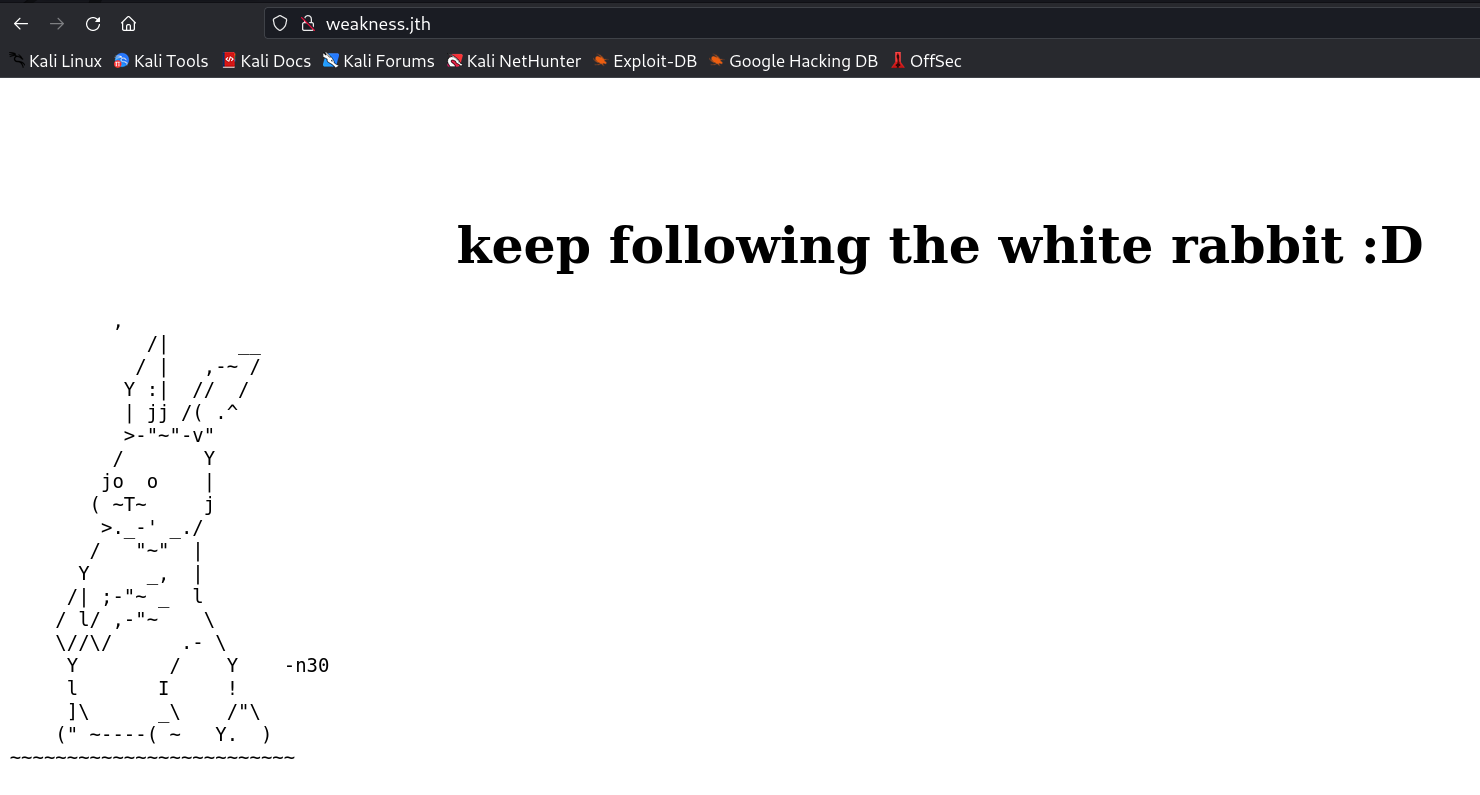 weakness.jth
Kali Linux Kali Tools Kali Docs Kali Forums Kali NetHunter Exploit-DB Google Hacking DB OffSec
keep following the white rabbit :D
         ,
            /|      __
           / |   ,-~ /
          Y :|  //  /
          | jj /( .^
          >-"~"-v"
         /       Y
        jo  o    |
       ( ~T~     j
        >._-' _./
       /   "~"  |
      Y     _,  |
     /| ;-"~ _  l
    / l/ ,-"~    \
    \//\/      .- \
     Y        /    Y    -n30
     l       I     !
     ]\      _\    /"\
    (" ~----( ~   Y.  )
~~~~~~~~~~~~~~~~~~~~~~~~~